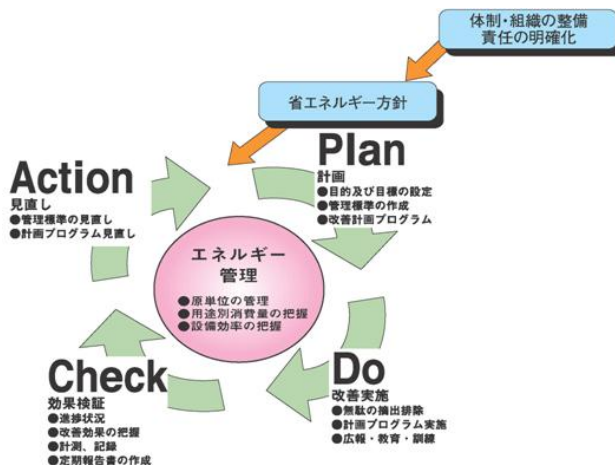 体制・組織の整備
責任の明確化
省エネルギー方針
Plan
計画
●目的及び目標の設定
●管理標準の作成
●改善計画プログラム
Action
見直し
●管理標準の見直し
●計画プログラム見直し
エネルギー
管理
●原単位の管理
●用途別消費量の把握
●設備効率の把握
Do
改善実施
●無駄の抽出排除
●計画プログラム実施
●広報・教育・訓練
Check
効果検証
●進捗状況
●改善効果の把握
●計測、記録
●定期報告書の作成